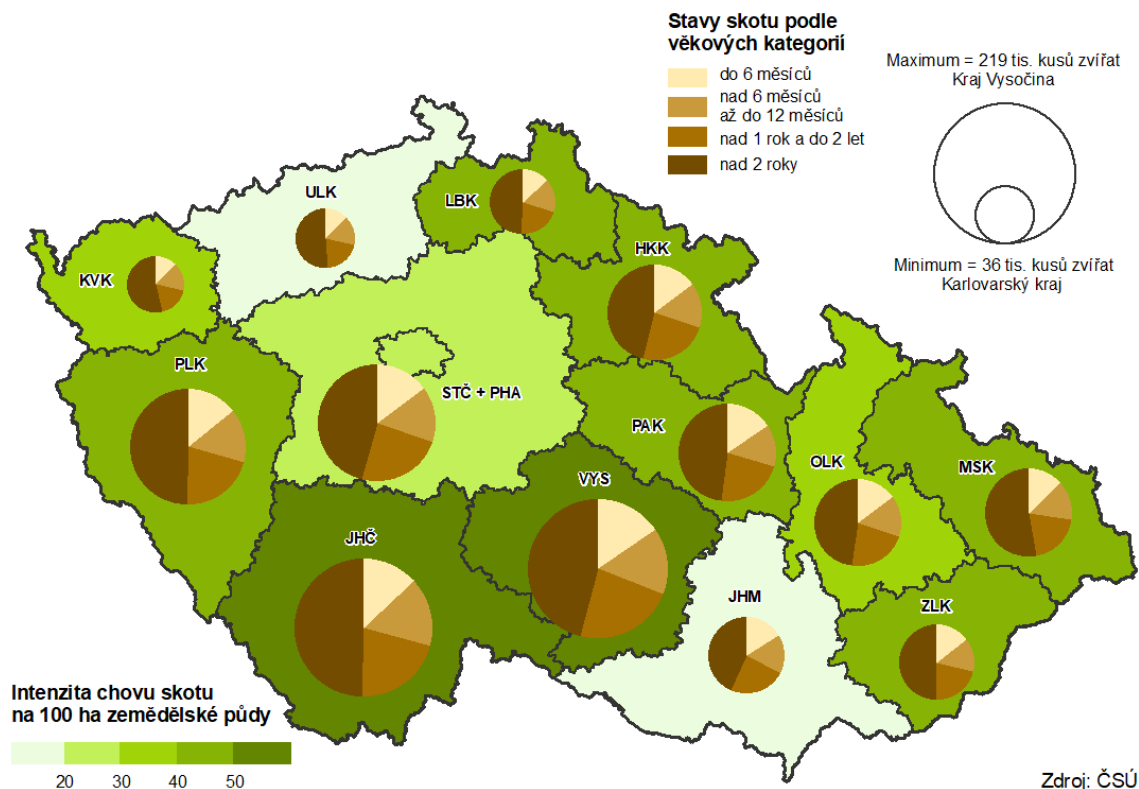 Stavy skotu podle
věkových kategorií
do 6 měsíců
nad 6 měsíců
až do 12 měsíců
nad 1 rok a do 2 let
nad 2 roky
Maximum = 219 tis. kusů zvířat
Kraj Vysočina
Minimum = 36 tis. kusů zvířat
Karlovarský kraj
ULK
LBK
HKK
KVK
PLK
STČ + PHA
PAK
OLK
MSK
VYS
JHČ
JHM
ZLK
Intenzita chovu skotu
na 100 ha zemědělské půdy
20 30 40 50
Zdroj: ČSÚ